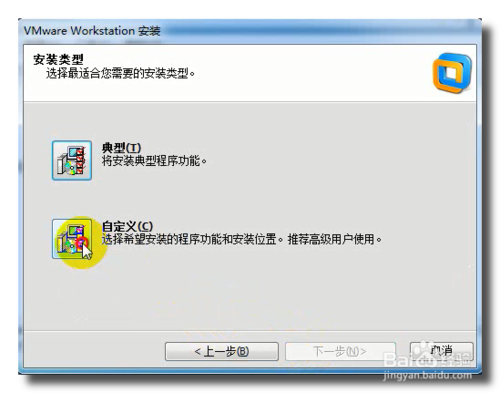 VMware Workstation 安装
安装类型
选择最适合您需要的安装类型。
典型(T)
将安装典型程序功能。
自定义(C)
选择希望安装的程序功能和安装位置。推荐高级用户使用。
<上一步(B)
下一步(N)>
取消
Baidu 经验
jingyan.baidu.com